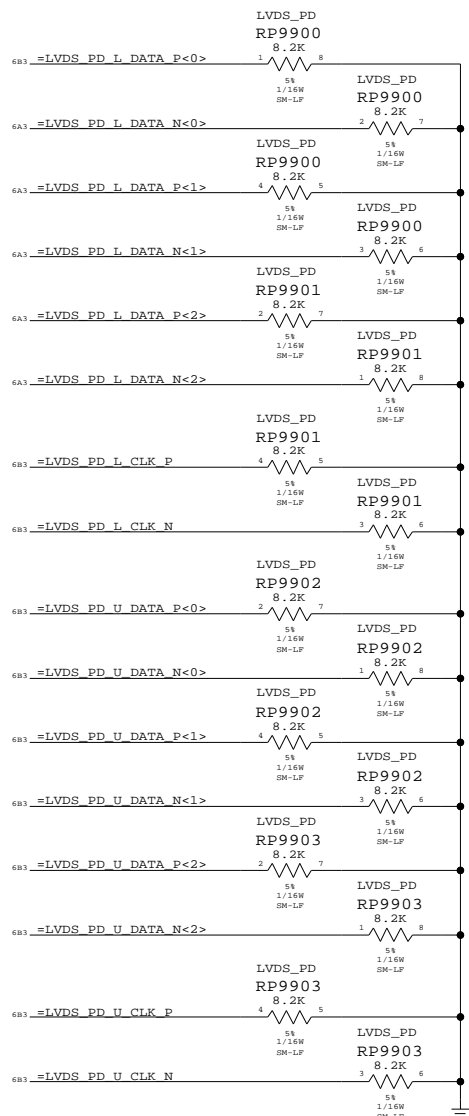 LVDS_PD
RP9900
8.2K
6B3 =LVDS_PD_L_DATA_P<0> 1 8
5%
1/16W
SM-LF
LVDS_PD
RP9900
8.2K
6A3 =LVDS_PD_L_DATA_N<0> 2 7
5%
1/16W
SM-LF
LVDS_PD
RP9900
8.2K
6A3 =LVDS_PD_L_DATA_P<1> 4 5
5%
1/16W
SM-LF
LVDS_PD
RP9900
8.2K
6A3 =LVDS_PD_L_DATA_N<1> 3 6
5%
1/16W
SM-LF
LVDS_PD
RP9901
8.2K
6A3 =LVDS_PD_L_DATA_P<2> 2 7
5%
1/16W
SM-LF
LVDS_PD
RP9901
8.2K
6A3 =LVDS_PD_L_DATA_N<2> 1 8
5%
1/16W
SM-LF
LVDS_PD
RP9901
8.2K
6B3 =LVDS_PD_L_CLK_P 4 5
5%
1/16W
SM-LF
LVDS_PD
RP9901
8.2K
6B3 =LVDS_PD_L_CLK_N 3 6
5%
1/16W
SM-LF
LVDS_PD
RP9902
8.2K
6B3 =LVDS_PD_U_DATA_P<0> 2 7
5%
1/16W
SM-LF
LVDS_PD
RP9902
8.2K
6B3 =LVDS_PD_U_DATA_N<0> 1 8
5%
1/16W
SM-LF
LVDS_PD
RP9902
8.2K
6B3 =LVDS_PD_U_DATA_P<1> 4 5
5%
1/16W
SM-LF
LVDS_PD
RP9902
8.2K
6B3 =LVDS_PD_U_DATA_N<1> 3 6
5%
1/16W
SM-LF
LVDS_PD
RP9903
8.2K
6B3 =LVDS_PD_U_DATA_P<2> 2 7
5%
1/16W
SM-LF
LVDS_PD
RP9903
8.2K
6B3 =LVDS_PD_U_DATA_N<2> 1 8
5%
1/16W
SM-LF
LVDS_PD
RP9903
8.2K
6B3 =LVDS_PD_U_CLK_P 4 5
5%
1/16W
SM-LF
LVDS_PD
RP9903
8.2K
6B3 =LVDS_PD_U_CLK_N 3 6
5%
1/16W
SM-LF